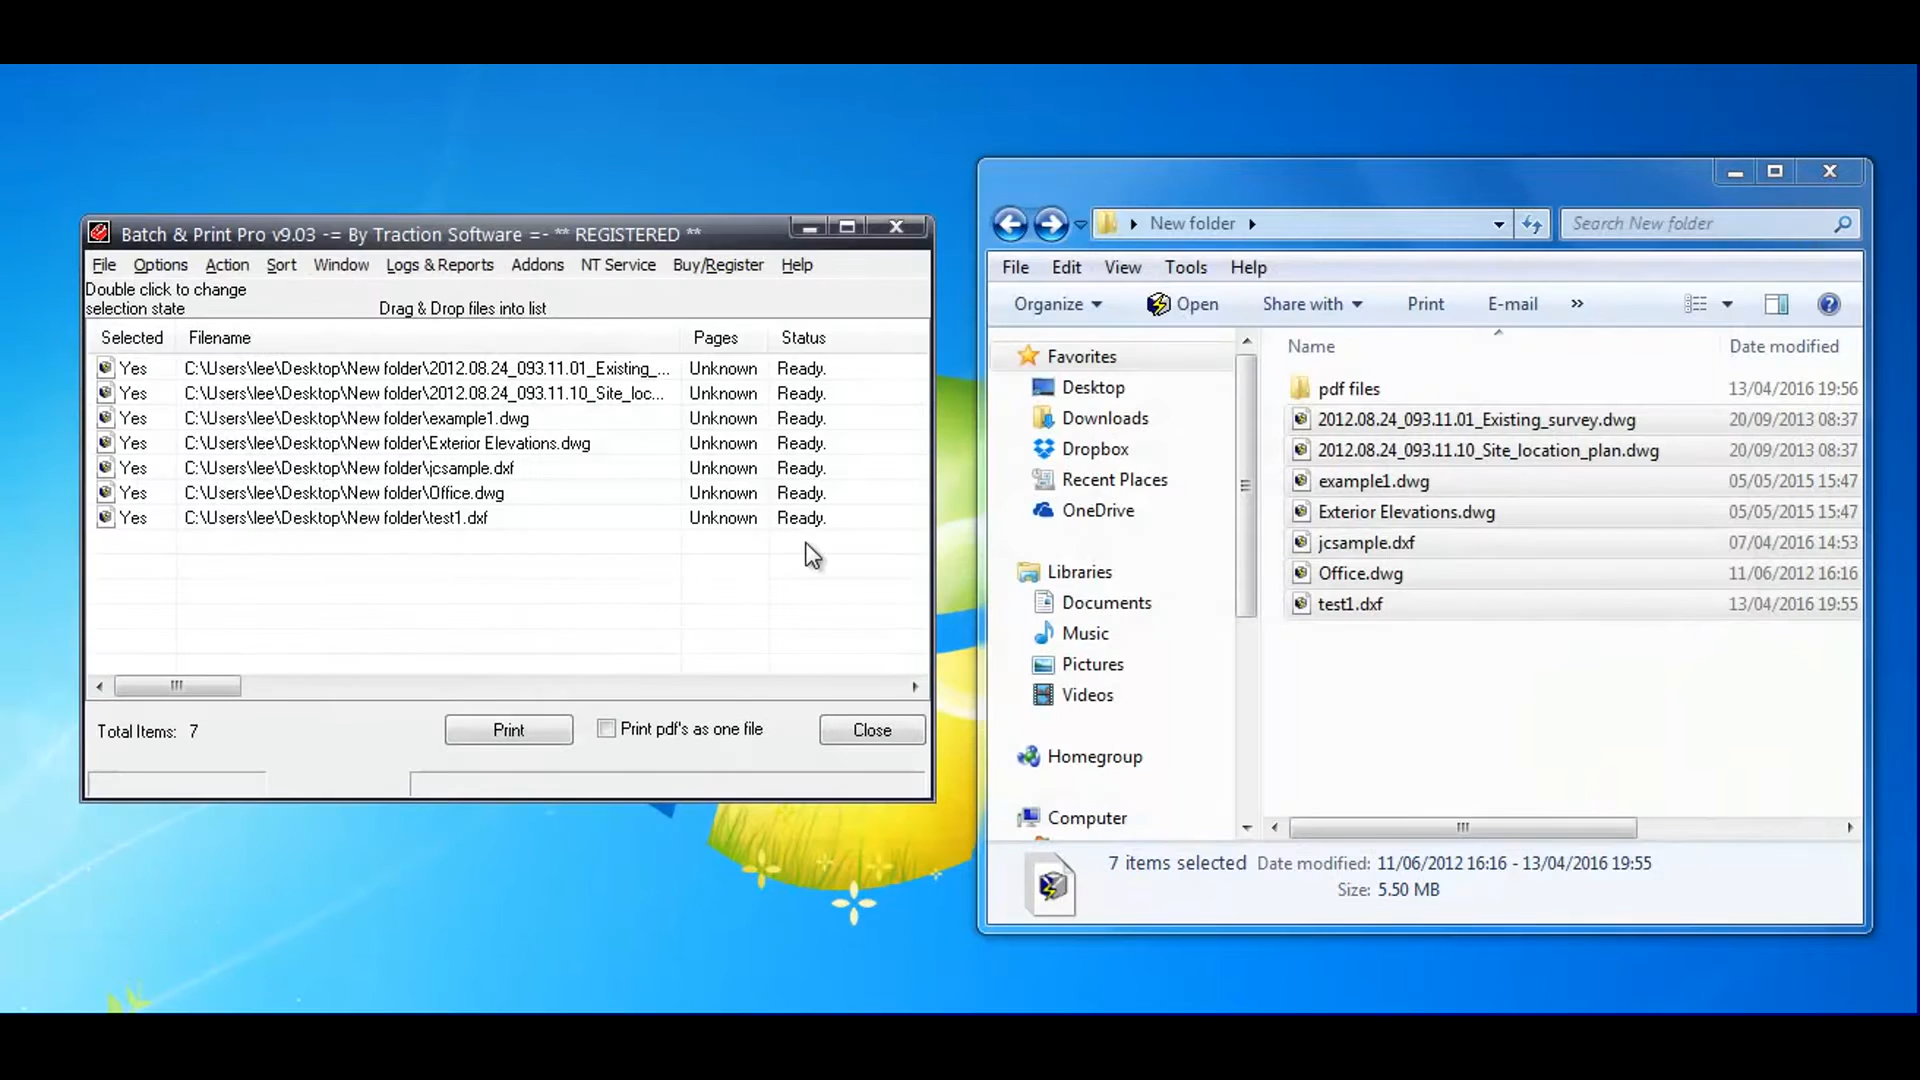 Batch & Print Pro v9.03 -= By Traction Software =- ** REGISTERED **
File Options Action Sort Window Logs & Reports Addons NT Service Buy/Register Help
Double click to change
selection state
Drag & Drop files into list
Selected Filename Pages Status
Yes C:\Users\lee\Desktop\New folder\2012.08.24_093.11.01_Existing_... Unknown Ready.
Yes C:\Users\lee\Desktop\New folder\2012.08.24_093.11.10_Site_loc... Unknown Ready.
Yes C:\Users\lee\Desktop\New folder\example1.dwg Unknown Ready.
Yes C:\Users\lee\Desktop\New folder\Exterior Elevations.dwg Unknown Ready.
Yes C:\Users\lee\Desktop\New folder\jcsample.dxf Unknown Ready.
Yes C:\Users\lee\Desktop\New folder\Office.dwg Unknown Ready.
Yes C:\Users\lee\Desktop\New folder\test1.dxf Unknown Ready.
Total Items: 7
Print
Print pdf's as one file
Close
New folder
Search New folder
File Edit View Tools Help
Organize Open Share with Print E-mail »
Favorites
Desktop
Downloads
Dropbox
Recent Places
OneDrive
Libraries
Documents
Music
Pictures
Videos
Homegroup
Computer
Name Date modified
pdf files 13/04/2016 19:56
2012.08.24_093.11.01_Existing_survey.dwg 20/09/2013 08:37
2012.08.24_093.11.10_Site_location_plan.dwg 20/09/2013 08:37
example1.dwg 05/05/2015 15:47
Exterior Elevations.dwg 05/05/2015 15:47
jcsample.dxf 07/04/2016 14:53
Office.dwg 11/06/2012 16:16
test1.dxf 13/04/2016 19:55
7 items selected Date modified: 11/06/2012 16:16 - 13/04/2016 19:55
Size: 5.50 MB